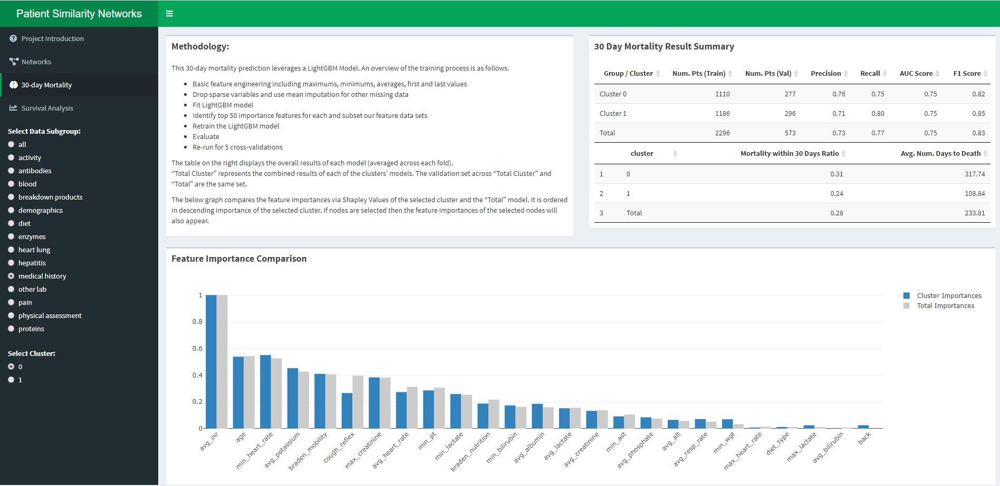 Patient Similarity Networks
Project Introduction
Networks
30-day Mortality
Survival Analysis
Select Data Subgroup:
all
activity
antibodies
blood
breakdown products
demographics
diet
enzymes
heart lung
hepatitis
medical history
other lab
pain
physical assessment
proteins
Select Cluster:
0
1
Methodology:
This 30-day mortality prediction leverages a LightGBM Model. An overview of the training process is as follows.
• Basic feature engineering including maximums, minimums, averages, first and last values
• Drop sparse variables and use mean imputation for other missing data
• Fit LightGBM model
• Identify top 50 importance features for each and subset our feature data sets
• Retrain the LightGBM model
• Evaluate
• Re-run for 5 cross-validations
The table on the right displays the overall results of each model (averaged across each fold).
“Total Cluster” represents the combined results of each of the clusters' models. The validation set across “Total Cluster” and
“Total” are the same set.
The below graph compares the feature importances via Shapley Values of the selected cluster and the “Total” model. It is ordered
in descending importance of the selected cluster. If nodes are selected then the feature importances of the selected nodes will
also appear.
30 Day Mortality Result Summary
Group / Cluster Num. Pts (Train) Num. Pts (Val) Precision Recall AUC Score F1 Score
Cluster 0 1110 277 0.76 0.75 0.75 0.82
Cluster 1 1186 296 0.71 0.80 0.75 0.85
Total 2296 573 0.73 0.77 0.75 0.83
cluster Mortality within 30 Days Ratio Avg. Num. Days to Death
1 0 0.31 317.74
2 1 0.24 108.84
3 Total 0.28 233.81
Feature Importance Comparison
1
0.8
0.6
0.4
0.2
0
avg_inr
age
min_heart_rate
avg_potassium
braden_mobility
cough_reflex
max_creatinine
avg_heart_rate
min_pt
min_lactate
braden_nutrition
min_bilirubin
avg_albumin
avg_lactate
avg_creatinine
min_ast
avg_phosphate
avg_alt
avg_resp_rate
min_wgt
max_heart_rate
diet_type
max_lactate
avg_bilirubin
back
Cluster Importances
Total Importances